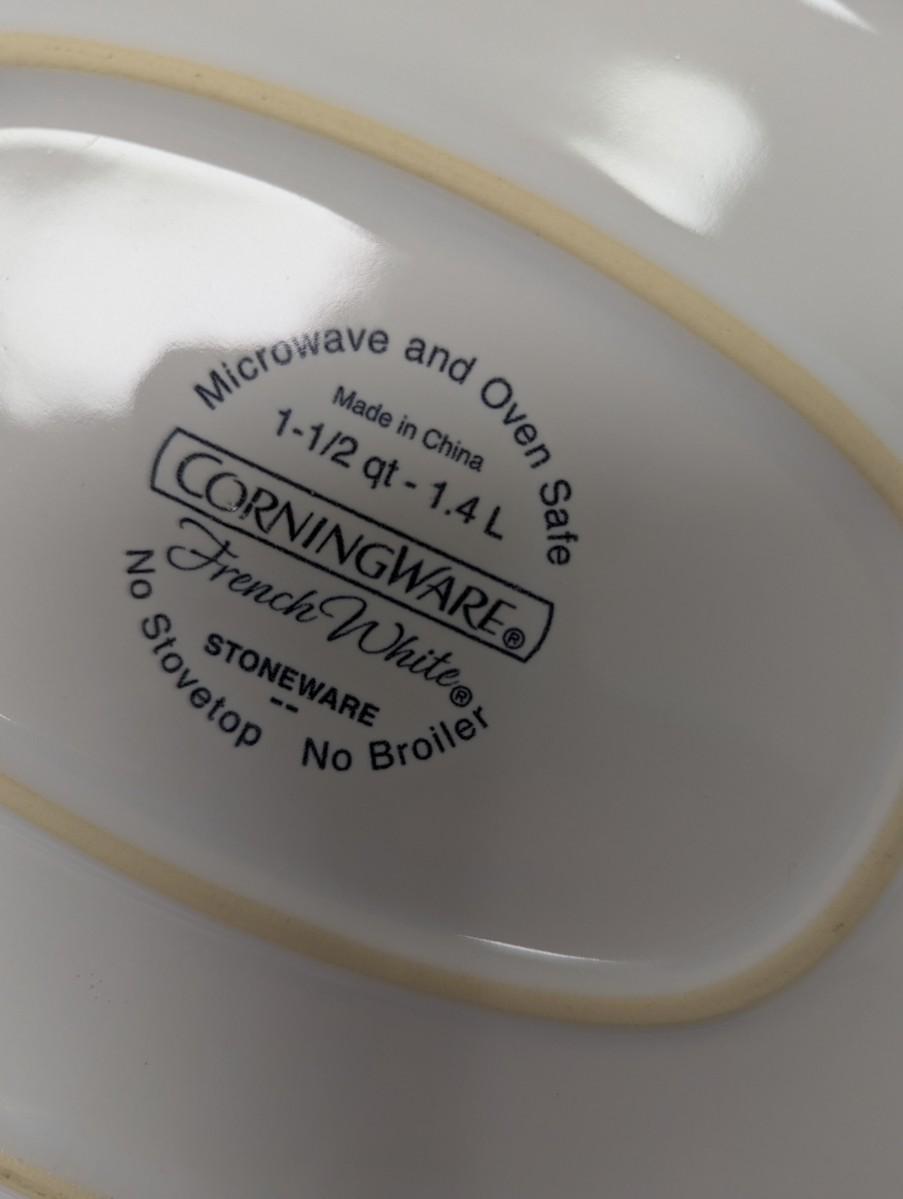 Microwave and Oven Safe
Made in China
1-1/2 qt - 1.4 L
CORNINGWARE®
French White®
STONEWARE
--
No Stovetop No Broiler